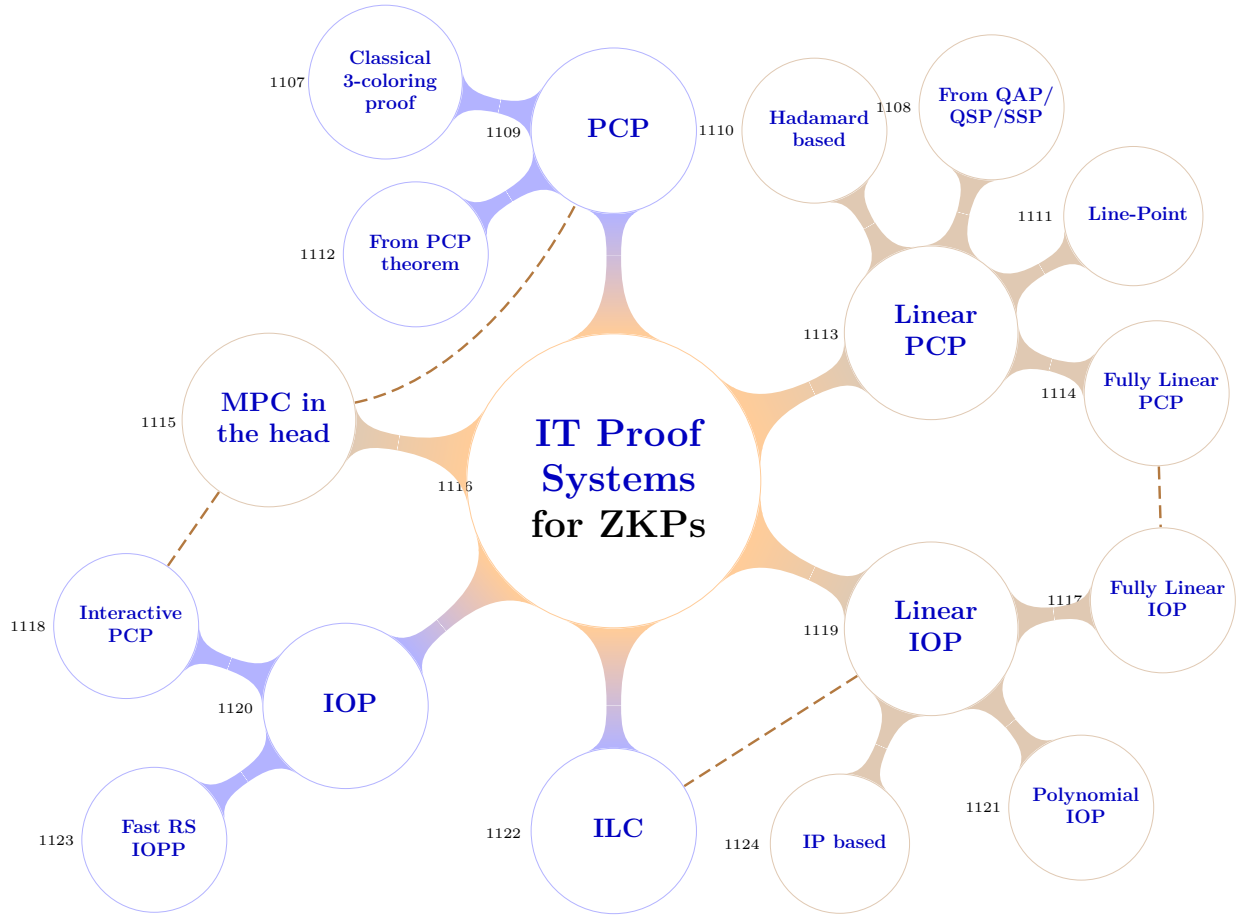 1107
Classical
3-coloring
proof
1109
PCP
1110
Hadamard
based
1108
From QAP/
QSP/SSP
1111
Line-Point
1112
From PCP
theorem
1113
Linear
PCP
1114
Fully Linear
PCP
1115
MPC in
the head
1116
IT Proof
Systems
for ZKPs
1117
Fully Linear
IOP
1118
Interactive
PCP
1119
Linear
IOP
1120
IOP
1121
Polynomial
IOP
1122
ILC
1123
Fast RS
IOPP
1124
IP based